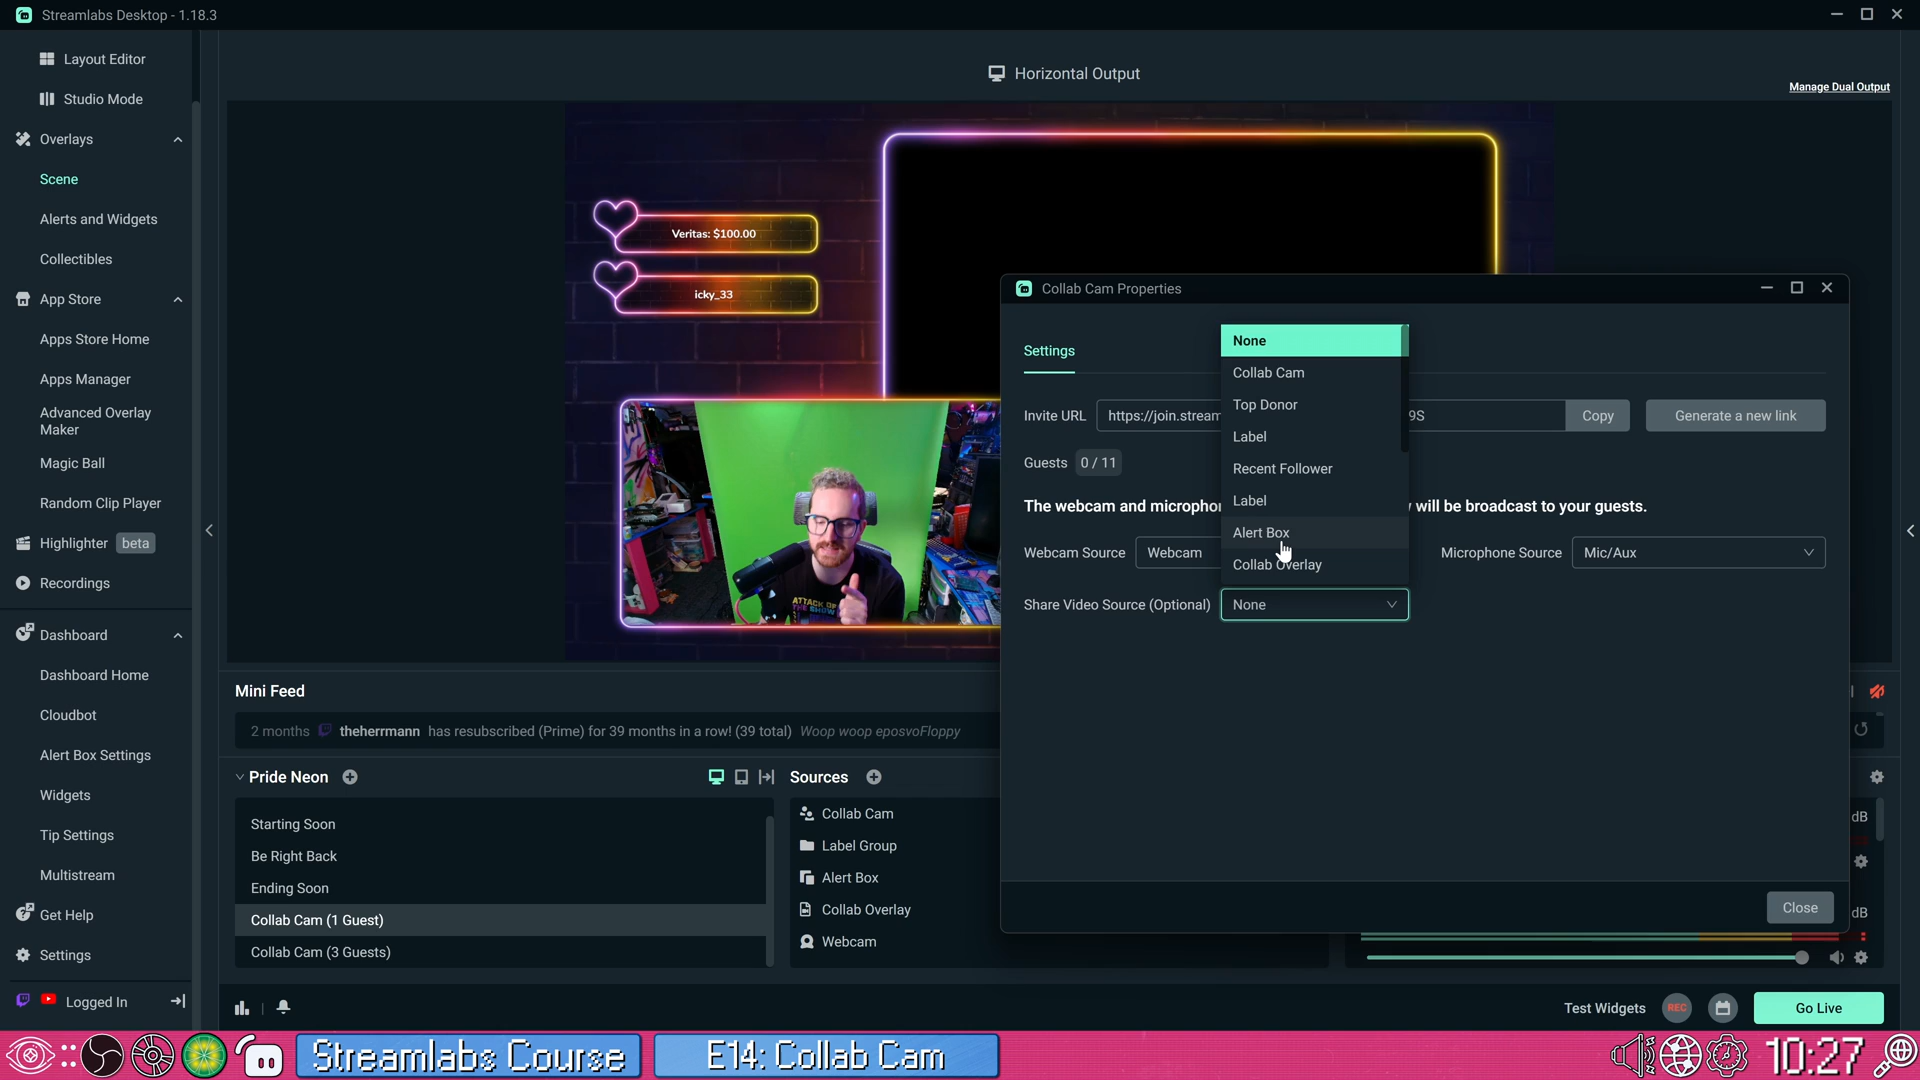 Streamlabs Desktop - 1.18.3
Layout Editor
Studio Mode
Overlays
Scene
Alerts and Widgets
Collectibles
App Store
Apps Store Home
Apps Manager
Advanced Overlay
Maker
Magic Ball
Random Clip Player
Highlighter beta
Recordings
Dashboard
Dashboard Home
Cloudbot
Alert Box Settings
Widgets
Tip Settings
Multistream
Get Help
Settings
Logged In
Horizontal Output
Manage Dual Output
Veritas: $100.00
icky_33
ATTACK OF
THE SHOW
Collab Cam Properties
Settings
Invite URL https://join.stream 9S Copy Generate a new link
Guests 0 / 11
The webcam and micropho will be broadcast to your guests.
Webcam Source Webcam Microphone Source Mic/Aux
Share Video Source (Optional) None
None
Collab Cam
Top Donor
Label
Recent Follower
Label
Alert Box
Collab Overlay
Close
Mini Feed
2 months theherrmann has resubscribed (Prime) for 39 months in a row! (39 total) Woop woop eposvoFloppy
Pride Neon
Starting Soon
Be Right Back
Ending Soon
Collab Cam (1 Guest)
Collab Cam (3 Guests)
Sources
Collab Cam
Label Group
Alert Box
Collab Overlay
Webcam
dB
dB
Test Widgets REC Go Live
Streamlabs Course E14: Collab Cam 10:27